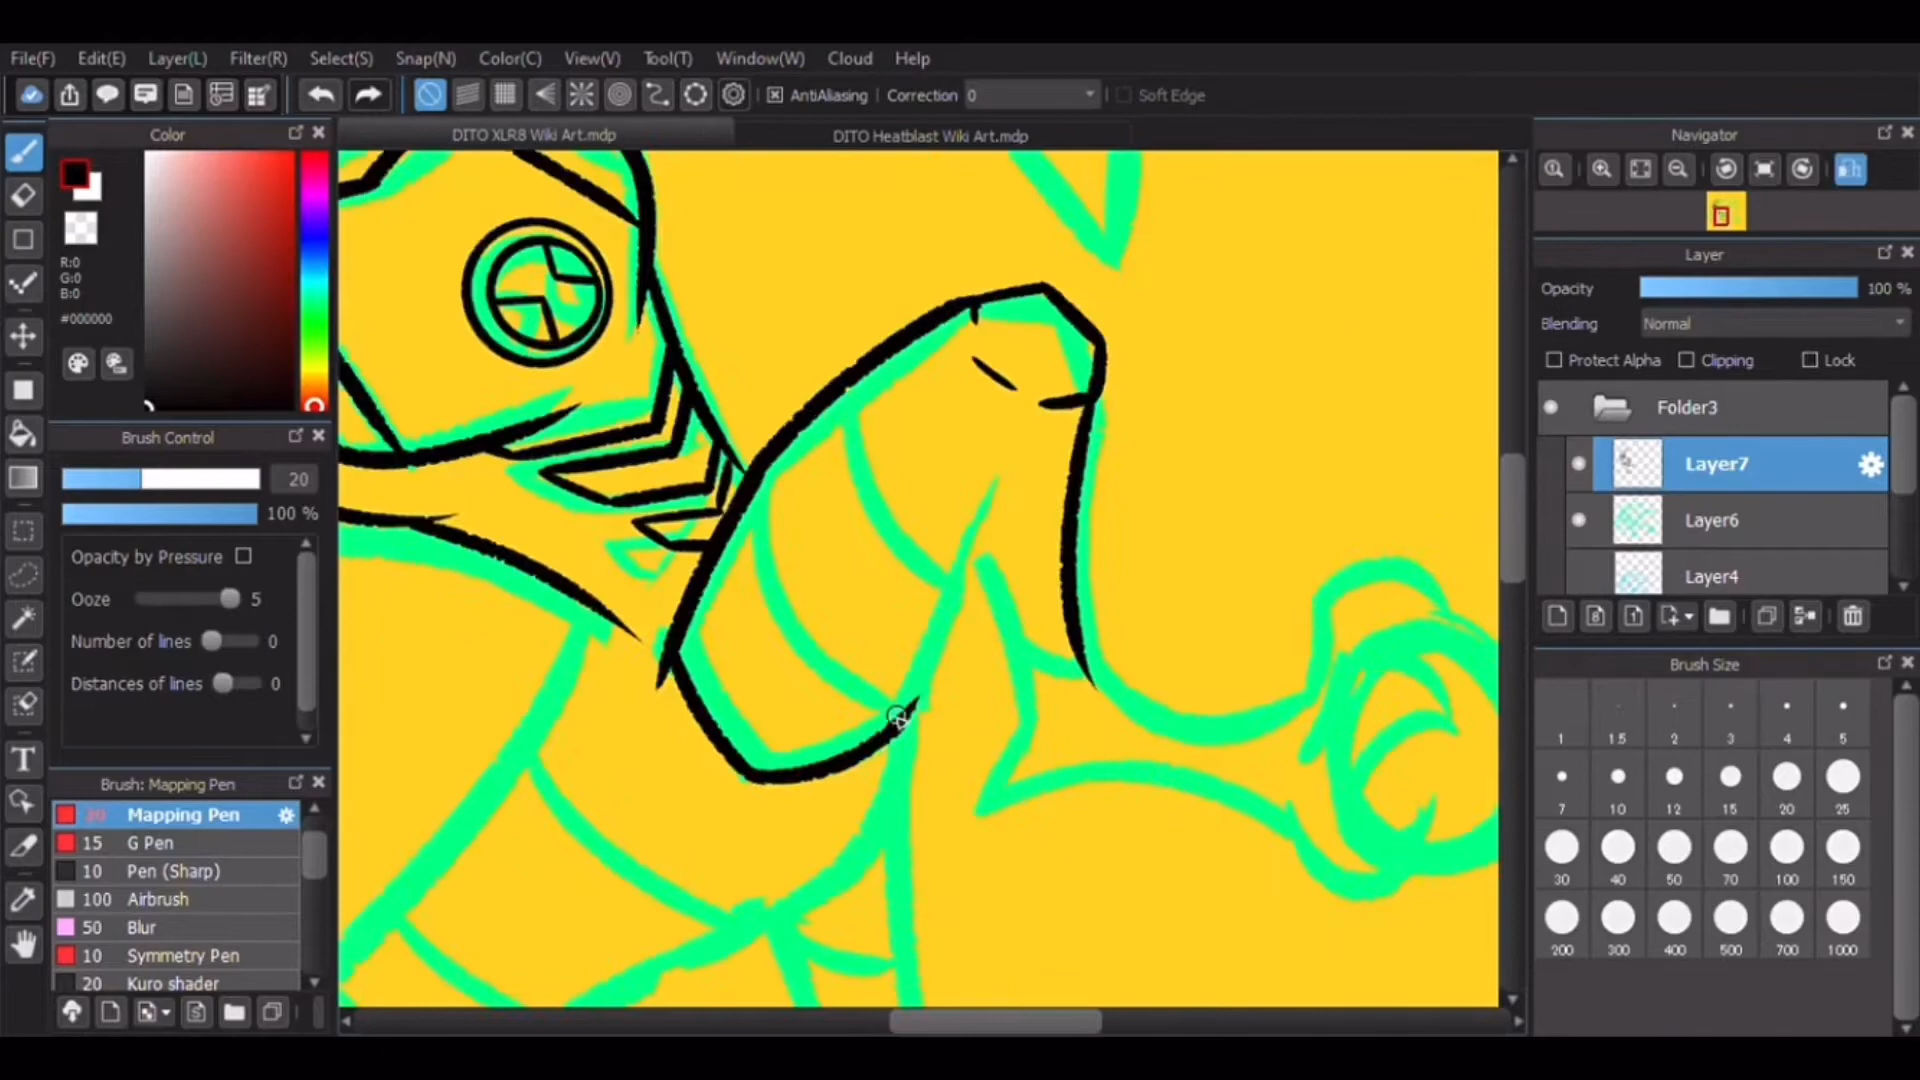 File(F) Edit(E) Layer(L) Filter(R) Select(S) Snap(N) Color(C) View(V) Tool(T) Window(W) Cloud Help
AntiAliasing Correction 0 Soft Edge
Color
R:0
G:0
B:0
#000000
Brush Control
20
100 %
Opacity by Pressure
Ooze 5
Number of lines 0
Distances of lines 0
Brush: Mapping Pen
20 Mapping Pen
15 G Pen
10 Pen (Sharp)
100 Airbrush
50 Blur
10 Symmetry Pen
20 Kuro shader
DITO XLR8 Wiki Art.mdp DITO Heatblast Wiki Art.mdp
Navigator
Layer
Opacity 100 %
Blending Normal
Protect Alpha Clipping Lock
Folder3
Layer7
Layer6
Layer4
Brush Size
1 1.5 2 3 4 5
7 10 12 15 20 25
30 40 50 70 100 150
200 300 400 500 700 1000